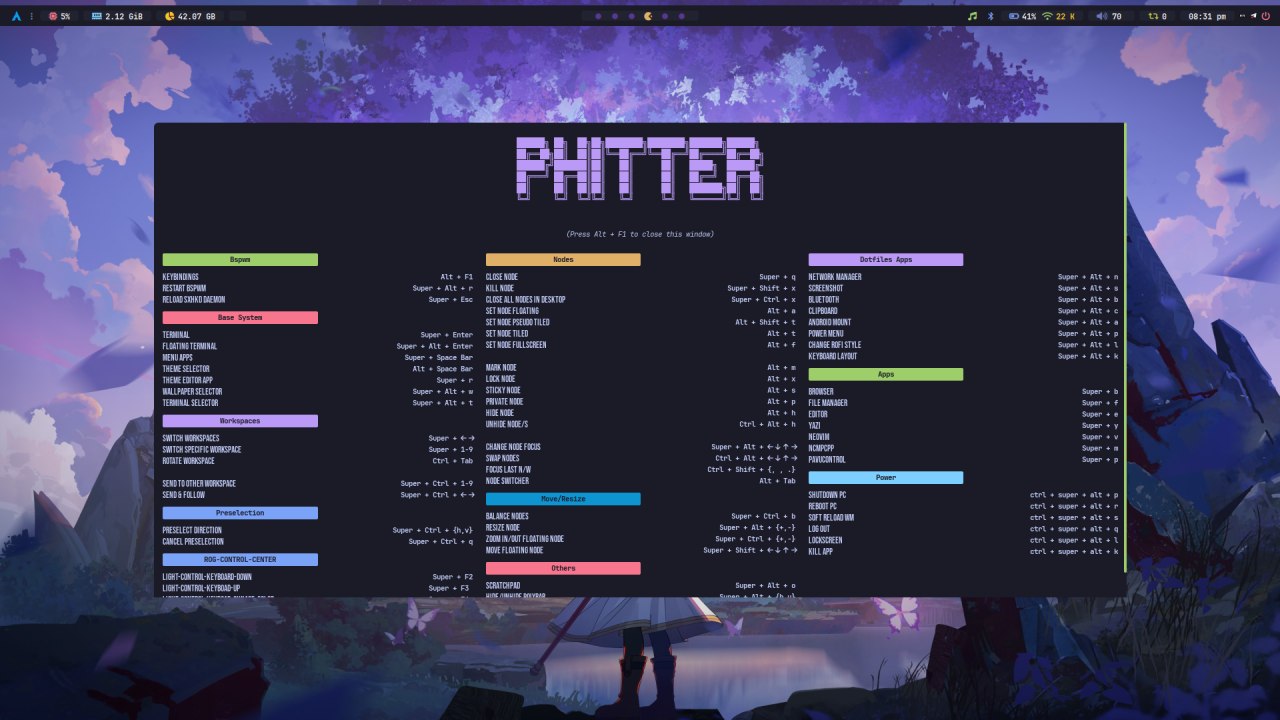 5% 2.12 GiB 42.07 GB 41% 22 K 70 0 08:31 pm
PHITTER
(Press Alt + F1 to close this window)
Bspwm
KEYBINDINGS Alt + F1
RESTART BSPWM Super + Alt + r
RELOAD SXHKD DAEMON Super + Esc
Base System
TERMINAL Super + Enter
FLOATING TERMINAL Super + Alt + Enter
MENU APPS Super + Space Bar
THEME SELECTOR Alt + Space Bar
THEME EDITOR APP Super + r
WALLPAPER SELECTOR Super + Alt + w
TERMINAL SELECTOR Super + Alt + t
Workspaces
SWITCH WORKSPACES Super + ←→
SWITCH SPECIFIC WORKSPACE Super + 1-9
ROTATE WORKSPACE Ctrl + Tab
SEND TO OTHER WORKSPACE Super + Ctrl + 1-9
SEND & FOLLOW Super + Ctrl + ←→
Preselection
PRESELECT DIRECTION Super + Ctrl + {h,v}
CANCEL PRESELECTION Super + Ctrl + q
ROG-CONTROL-CENTER
LIGHT-CONTROL-KEYBOARD-DOWN Super + F2
LIGHT-CONTROL-KEYBOAD-UP Super + F3
Nodes
CLOSE NODE Super + q
KILL NODE Super + Shift + x
CLOSE ALL NODES IN DESKTOP Super + Ctrl + x
SET NODE FLOATING Alt + a
SET NODE PSEUDO TILED Alt + Shift + t
SET NODE TILED Alt + t
SET NODE FULLSCREEN Alt + f
MARK NODE Alt + m
LOCK NODE Alt + x
STICKY NODE Alt + s
PRIVATE NODE Alt + p
HIDE NODE Alt + h
UNHIDE NODE/S Ctrl + Alt + h
CHANGE NODE FOCUS Super + Alt + ←↓↑→
SWAP NODES Ctrl + Alt + ←↓↑→
FOCUS LAST N/W Ctrl + Shift + {, , .}
NODE SWITCHER Alt + Tab
Move/Resize
BALANCE NODES Super + Ctrl + b
RESIZE NODE Super + Alt + {+,-}
ZOOM IN/OUT FLOATING NODE Super + Ctrl + {+,-}
MOVE FLOATING NODE Super + Shift + ←↓↑→
Others
SCRATCHPAD Super + Alt + o
HIDE/UNHIDE POLYBAR Super + Alt + {h,u}
Dotfiles Apps
NETWORK MANAGER Super + Alt + n
SCREENSHOT Super + Alt + s
BLUETOOTH Super + Alt + b
CLIPBOARD Super + Alt + c
ANDROID MOUNT Super + Alt + a
POWER MENU Super + Alt + p
CHANGE ROFI STYLE Super + Alt + l
KEYBOARD LAYOUT Super + Alt + k
Apps
BROWSER Super + b
FILE MANAGER Super + f
EDITOR Super + e
YAZI Super + y
NEOVIM Super + v
NCMPCPP Super + m
PAVUCONTROL Super + p
Power
SHUTDOWN PC ctrl + super + alt + p
REBOOT PC ctrl + super + alt + r
SOFT RELOAD WM ctrl + super + alt + s
LOG OUT ctrl + super + alt + q
LOCKSCREEN ctrl + super + alt + l
KILL APP ctrl + super + alt + k